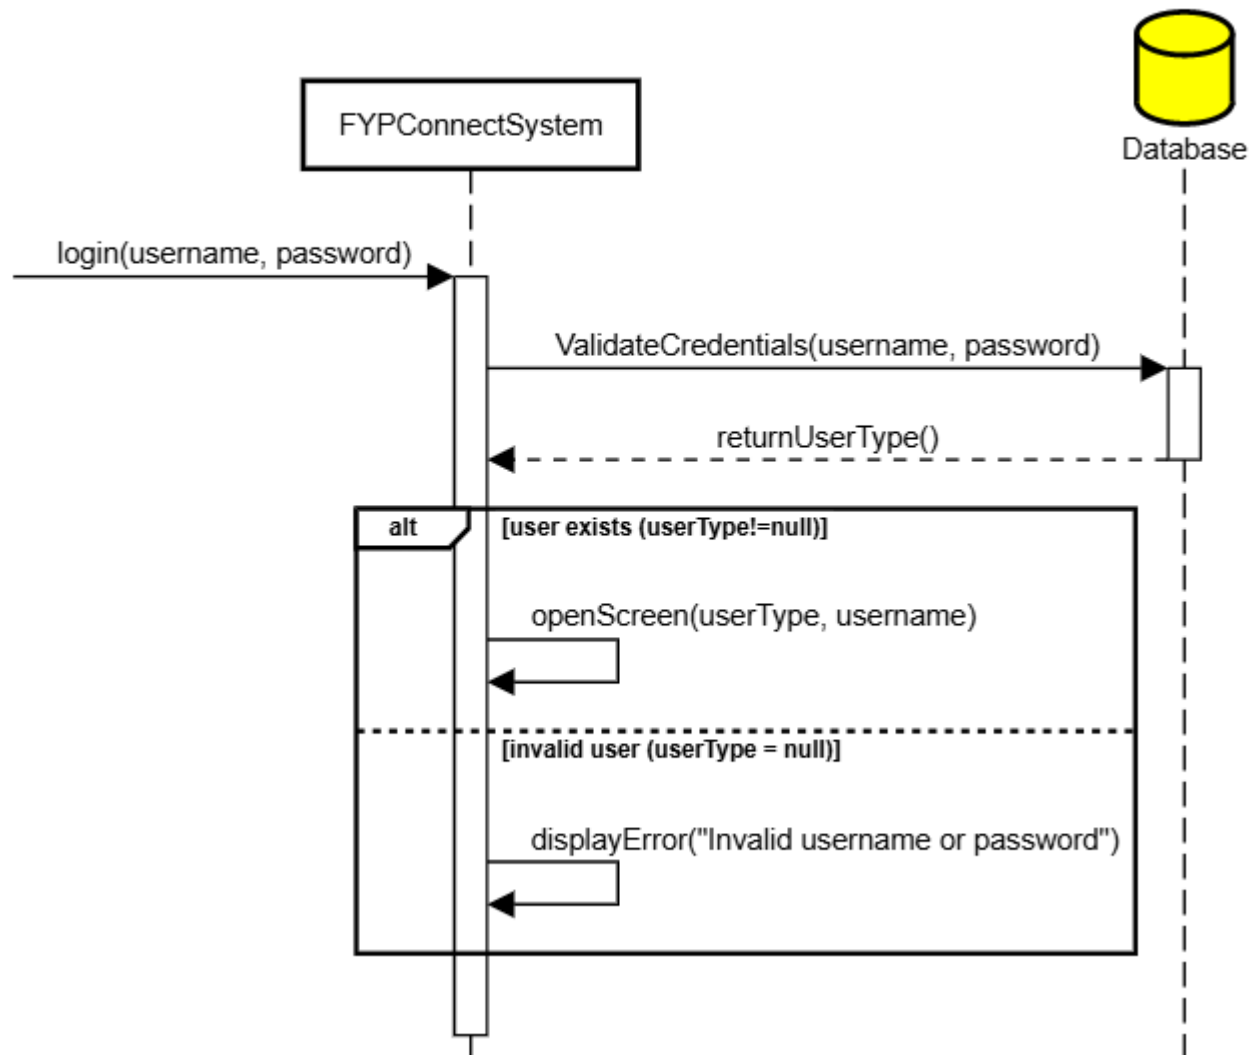 FYPConnectSystem
Database
login(username, password)
ValidateCredentials(username, password)
returnUserType()
alt
[user exists (userType!=null)]
openScreen(userType, username)
[invalid user (userType = null)]
displayError("Invalid username or password")